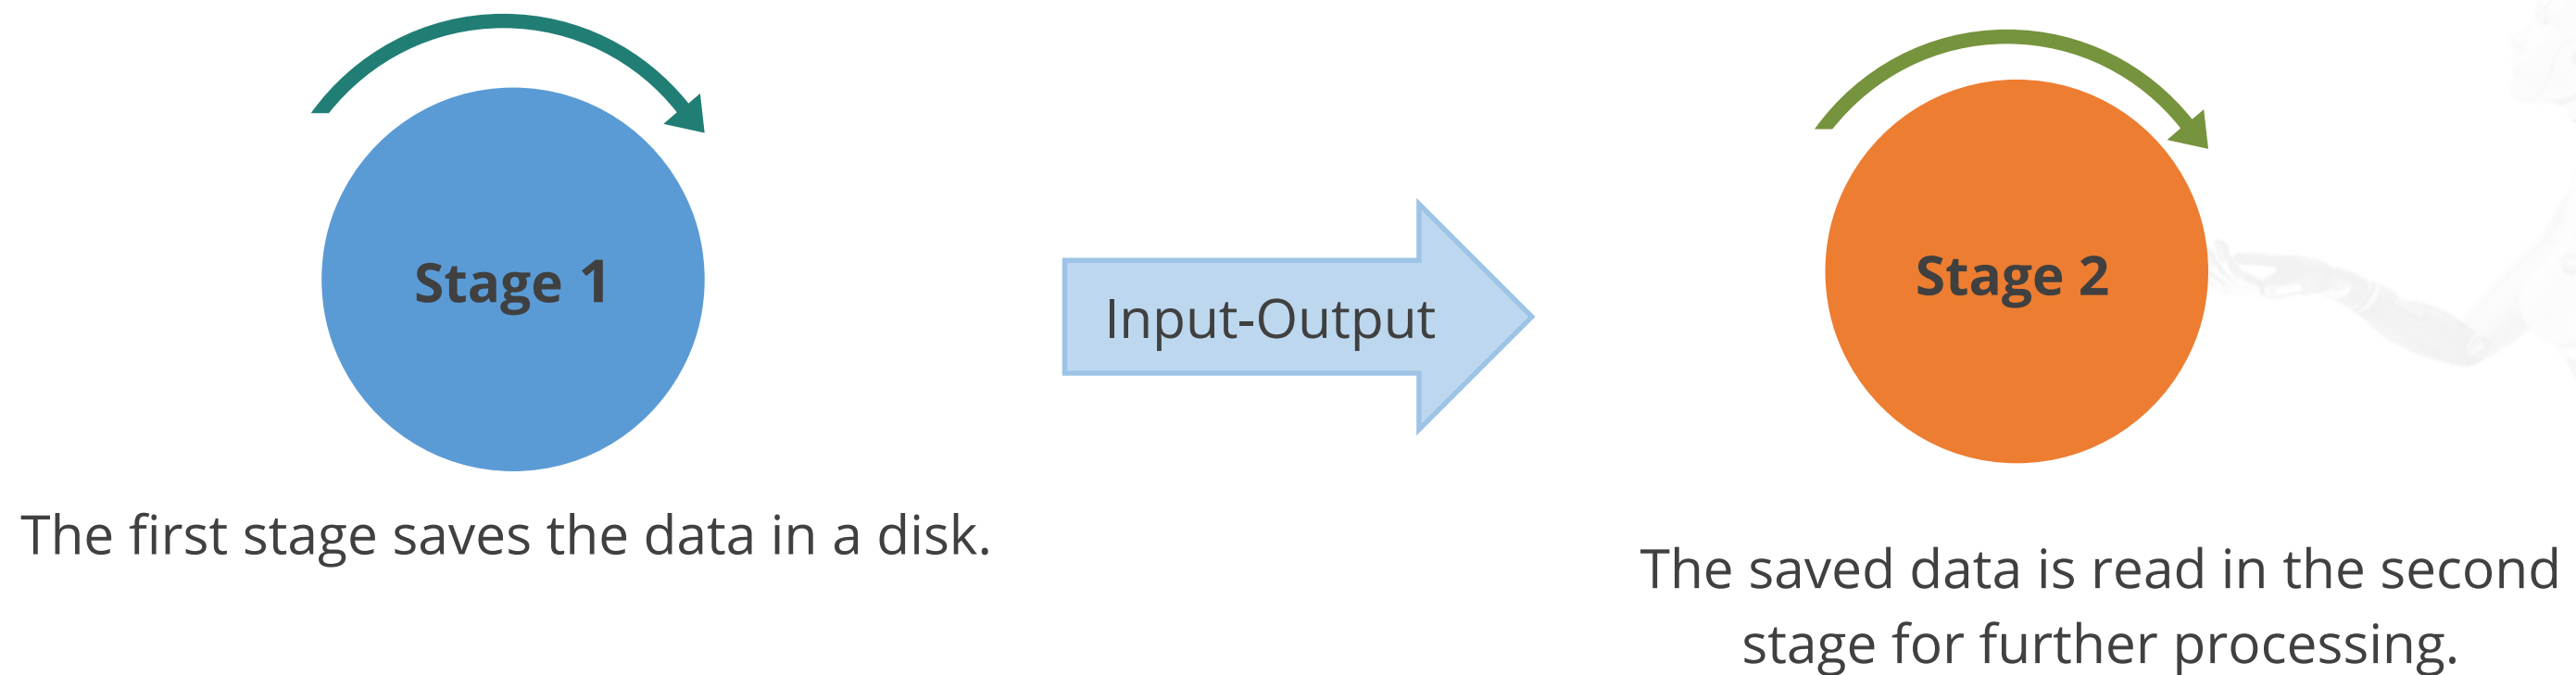 Stage 1
Input-Output
Stage 2
The first stage saves the data in a disk.
The saved data is read in the second
stage for further processing.